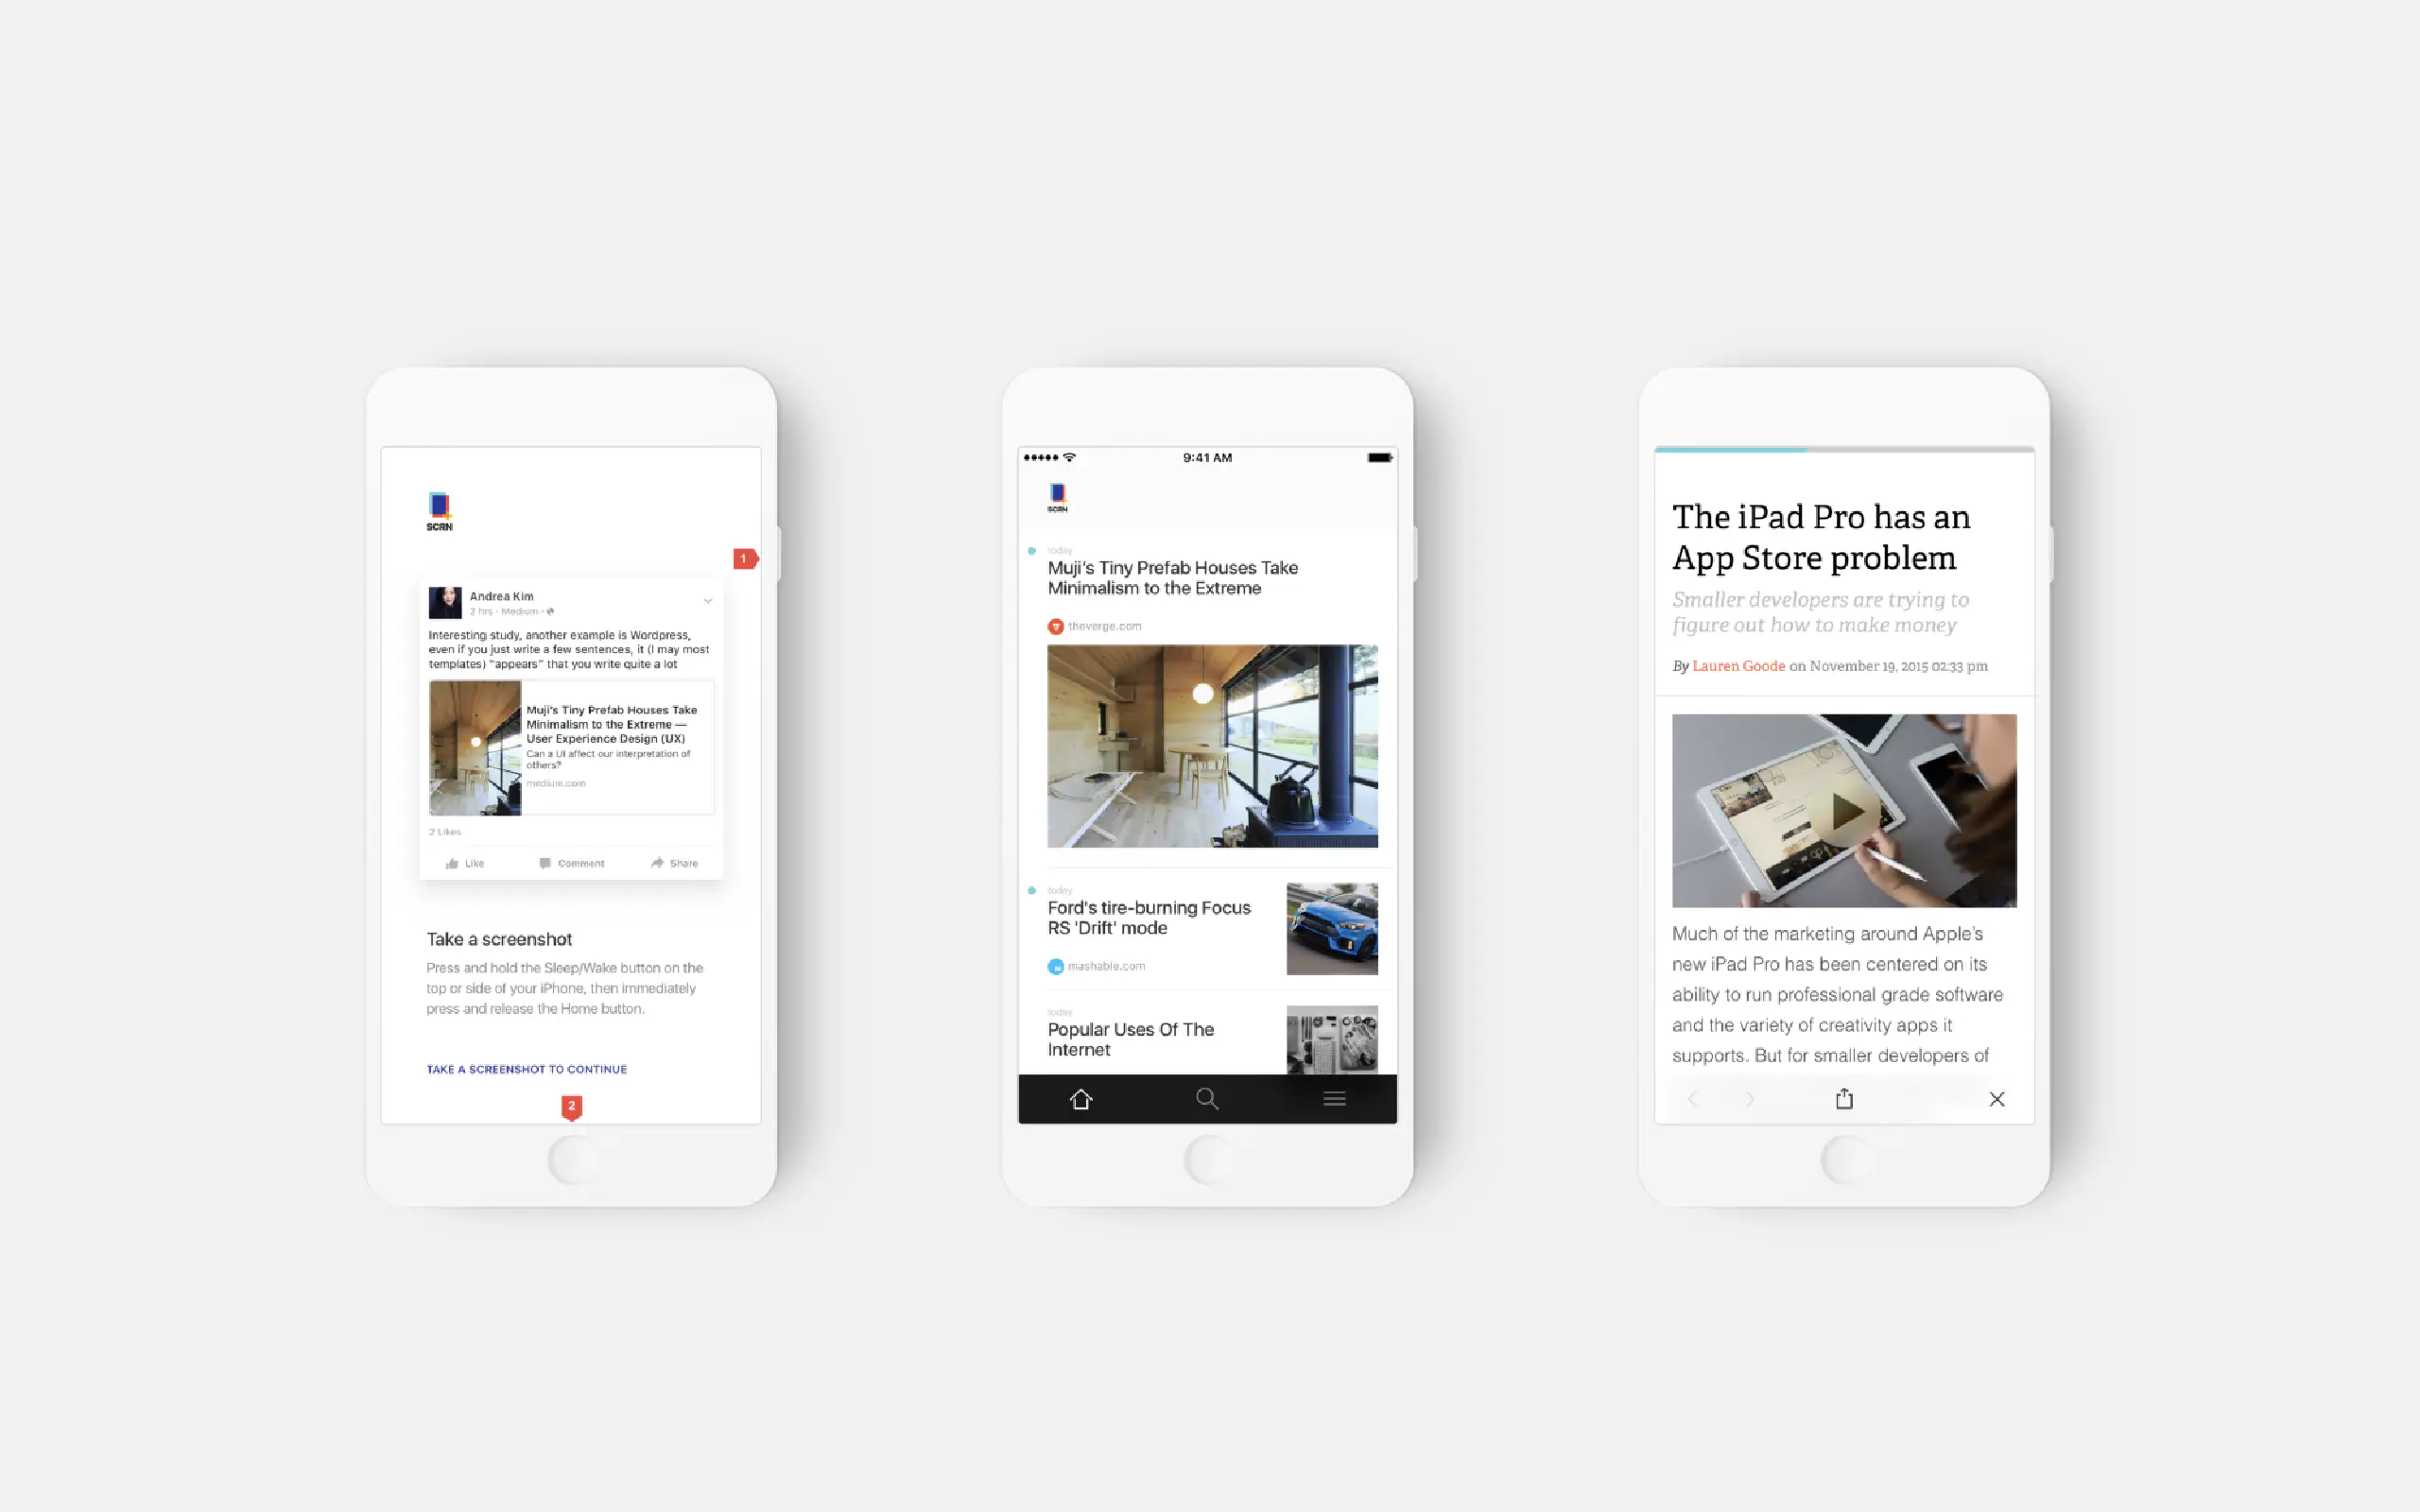 SCRN
1
Andrea Kim
2 hrs · Medium ·
Interesting study, another example is Wordpress,
even if you just write a few sentences, it (I may most
templates) "appears" that you write quite a lot
Muji's Tiny Prefab Houses Take
Minimalism to the Extreme —
User Experience Design (UX)
Can a UI affect our interpretation of
others?
medium.com
2 Likes
Like
Comment
Share
Take a screenshot
Press and hold the Sleep/Wake button on the
top or side of your iPhone, then immediately
press and release the Home button.
TAKE A SCREENSHOT TO CONTINUE
2
9:41 AM
SCRN
today
Muji's Tiny Prefab Houses Take
Minimalism to the Extreme
theverge.com
today
Ford's tire-burning Focus
RS 'Drift' mode
mashable.com
today
Popular Uses Of The
Internet
The iPad Pro has an
App Store problem
Smaller developers are trying to
figure out how to make money
By Lauren Goode on November 19, 2015 02:33 pm
Much of the marketing around Apple's
new iPad Pro has been centered on its
ability to run professional grade software
and the variety of creativity apps it
supports. But for smaller developers of